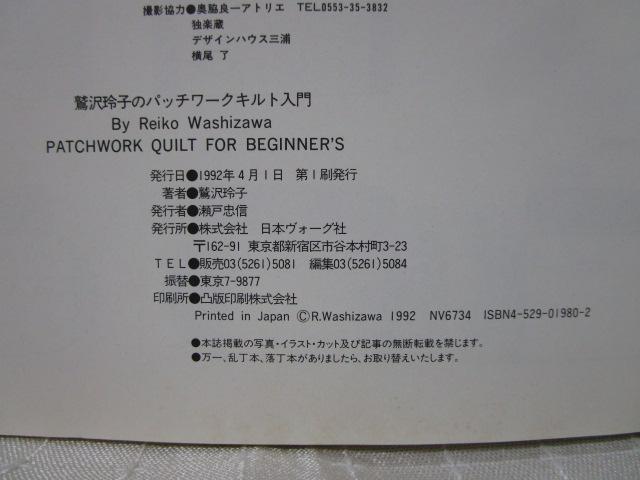 撮影協力●奥脇良一アトリエ TEL0553-35-3832
独楽蔵
デザインハウス三浦
横尾 了
鷲沢玲子のパッチワークキルト入門
By Reiko Washizawa
PATCHWORK QUILT FOR BEGINNER'S
発行日●1992年4月1日 第1刷発行
著者●鷲沢玲子
発行者●瀬戸忠信
発行所●株式会社 日本ヴォーグ社
〒162-91 東京都新宿区市谷本村町3-23
TEL●販売03(5261)5081 編集03(5261)5084
振替●東京7-9877
印刷所●凸版印刷株式会社
Printed in Japan ©R.Washizawa 1992 NV6734 ISBN4-529-01980-2
●本誌掲載の写真・イラスト・カット及び記事の無断転載を禁じます。
●万一、乱丁本、落丁本がありましたら、お取り替えいたします。